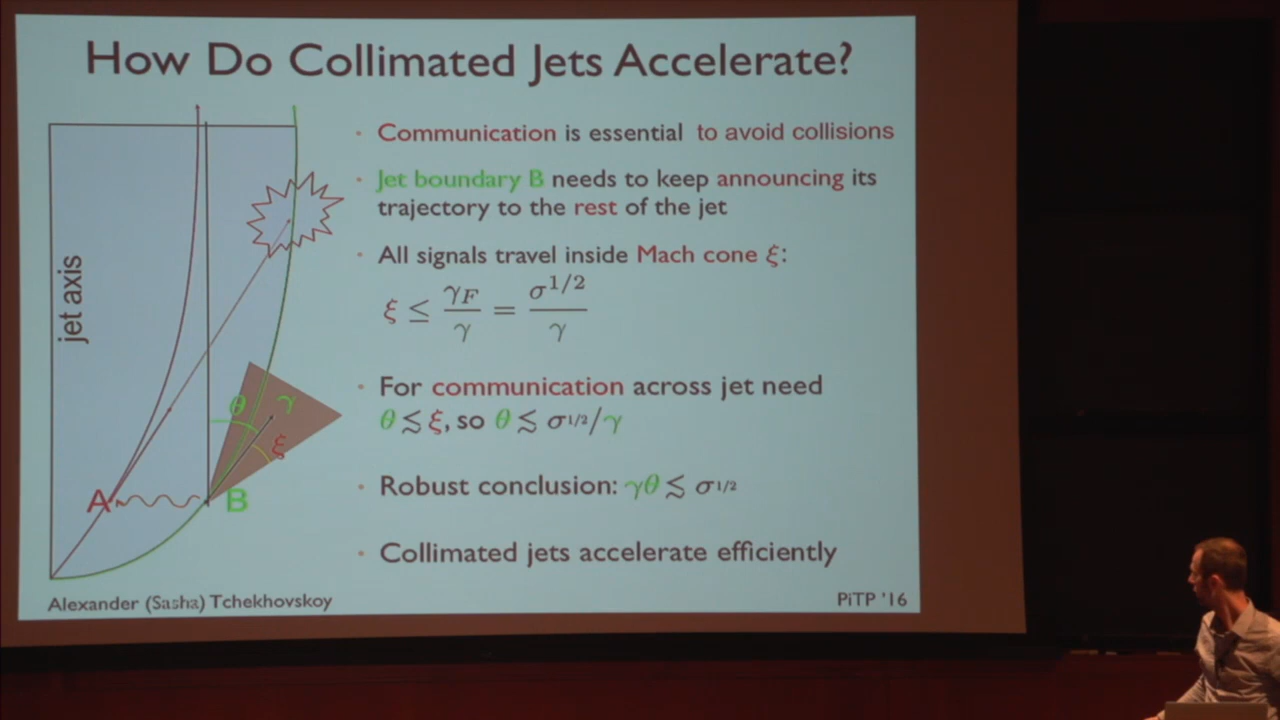 How Do Collimated Jets Accelerate?
• Communication is essential to avoid collisions
• Jet boundary B needs to keep announcing its
trajectory to the rest of the jet
• All signals travel inside Mach cone ξ:
ξ ≤ γF/γ = σ^1/2/γ
• For communication across jet need
θ ≲ ξ, so θ ≲ σ^1/2/γ
• Robust conclusion: γθ ≲ σ^1/2
• Collimated jets accelerate efficiently
jet axis
θ γ
ξ
A B
Alexander (Sasha) Tchekhovskoy
PiTP '16